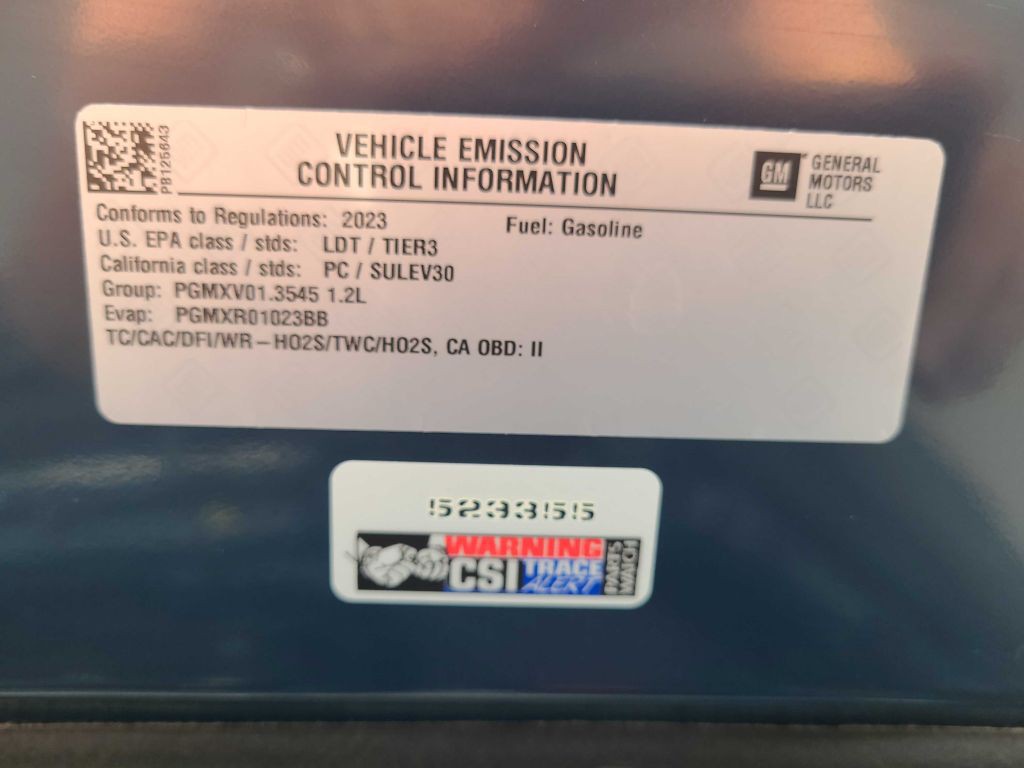 PB125643
VEHICLE EMISSION
CONTROL INFORMATION
GM
GENERAL
MOTORS
LLC
Conforms to Regulations: 2023
Fuel: Gasoline
U.S. EPA class / stds: LDT / TIER3
California class / stds: PC / SULEV30
Group: PGMXV01.3545 1.2L
Evap: PGMXR01023BB
TC/CAC/DFI/WR-HO2S/TWC/HO2S, CA OBD: II
523355
WARNING
CSI TRACE
ALERT
PARTS
WATCH